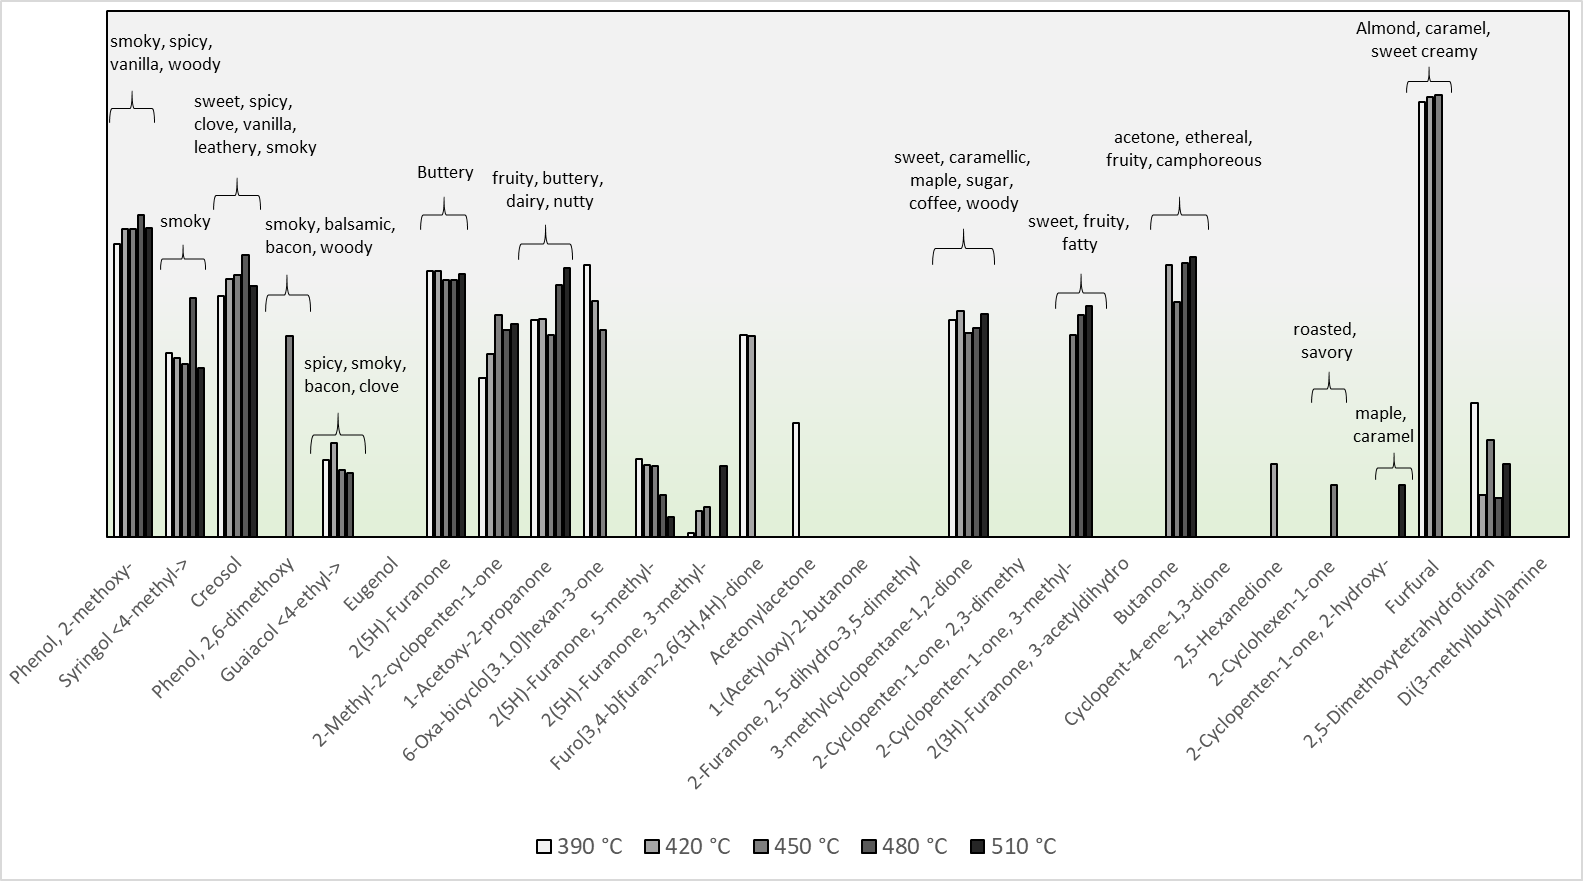 smoky, spicy,
vanilla, woody
sweet, spicy,
clove, vanilla,
leathery, smoky
smoky
smoky, balsamic,
bacon, woody
spicy, smoky,
bacon, clove
Buttery
fruity, buttery,
dairy, nutty
sweet, caramellic,
maple, sugar,
coffee, woody
sweet, fruity,
fatty
acetone, ethereal,
fruity, camphoreous
roasted,
savory
maple,
caramel
Almond, caramel,
sweet creamy
Phenol, 2-methoxy-
Syringol <4-methyl->
Creosol
Phenol, 2,6-dimethoxy
Guaiacol <4-ethyl->
Eugenol
2(5H)-Furanone
2-Methyl-2-cyclopenten-1-one
1-Acetoxy-2-propanone
6-Oxa-bicyclo[3.1.0]hexan-3-one
2(5H)-Furanone, 5-methyl-
2(5H)-Furanone, 3-methyl-
Furo[3,4-b]furan-2,6(3H,4H)-dione
Acetonylacetone
1-(Acetyloxy)-2-butanone
2-Furanone, 2,5-dihydro-3,5-dimethyl
3-methylcyclopentane-1,2-dione
2-Cyclopenten-1-one, 2,3-dimethy
2-Cyclopenten-1-one, 3-methyl-
2(3H)-Furanone, 3-acetyldihydro
Butanone
Cyclopent-4-ene-1,3-dione
2,5-Hexanedione
2-Cyclohexen-1-one
2-Cyclopenten-1-one, 2-hydroxy-
Furfural
2,5-Dimethoxytetrahydrofuran
Di(3-methylbutyl)amine
390 °C
420 °C
450 °C
480 °C
510 °C